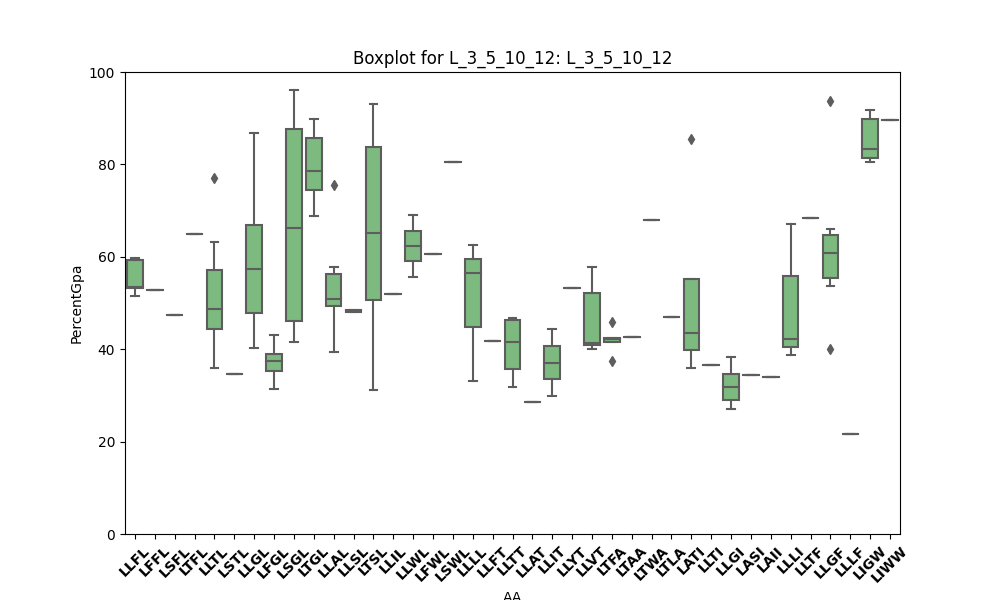 Boxplot for L_3_5_10_12: L_3_5_10_12
PercentGpa
100
80
60
40
20
0
LLFL
LFFL
LSFL
LTFL
LLTL
LSTL
LLGL
LFGL
LSGL
LTGL
LLAL
LLSL
LTSL
LLIL
LLWL
LFWL
LSWL
LLLL
LLFT
LLTT
LLAT
LLIT
LLYT
LLVT
LTFA
LTAA
LTWA
LTLA
LATI
LLTI
LLGI
LASI
LAII
LLLI
LLTF
LLGF
LLLF
LIGW
LIWW
AA